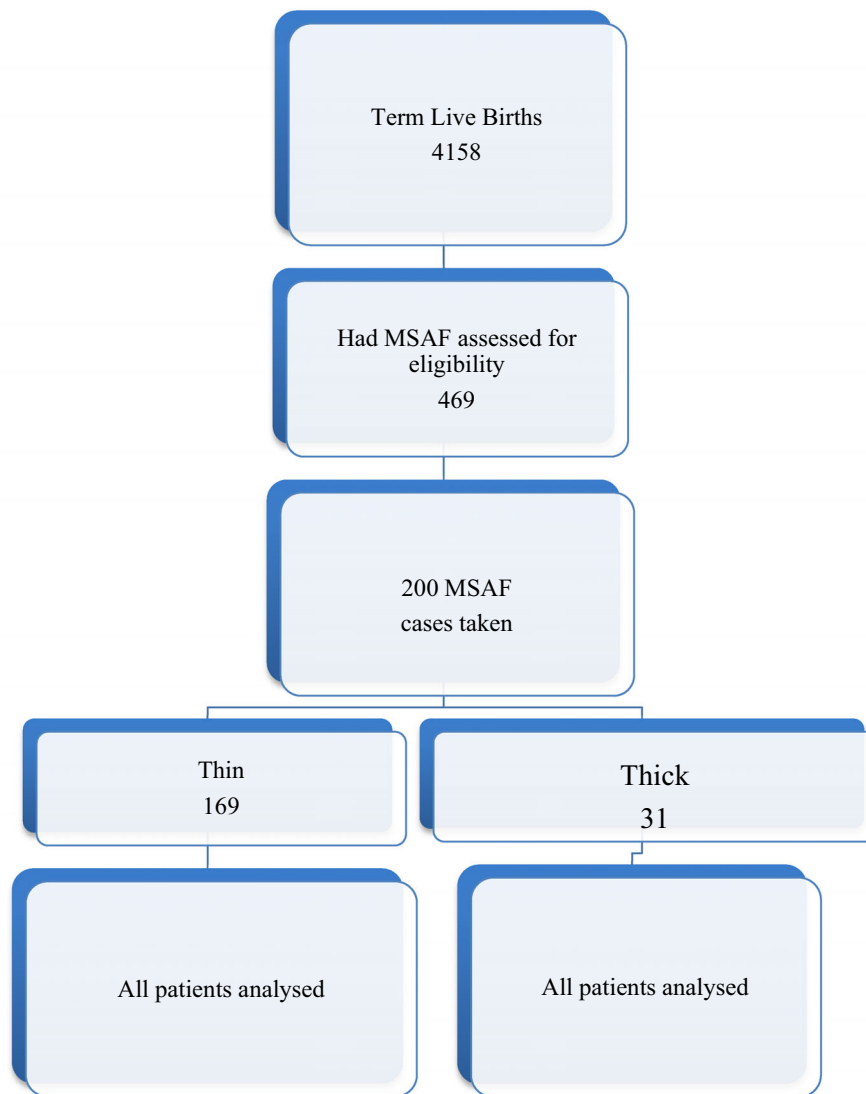 Term Live Births
4158
Had MSAF assessed for
eligibility
469
200 MSAF
cases taken
Thin
169
Thick
31
All patients analysed
All patients analysed